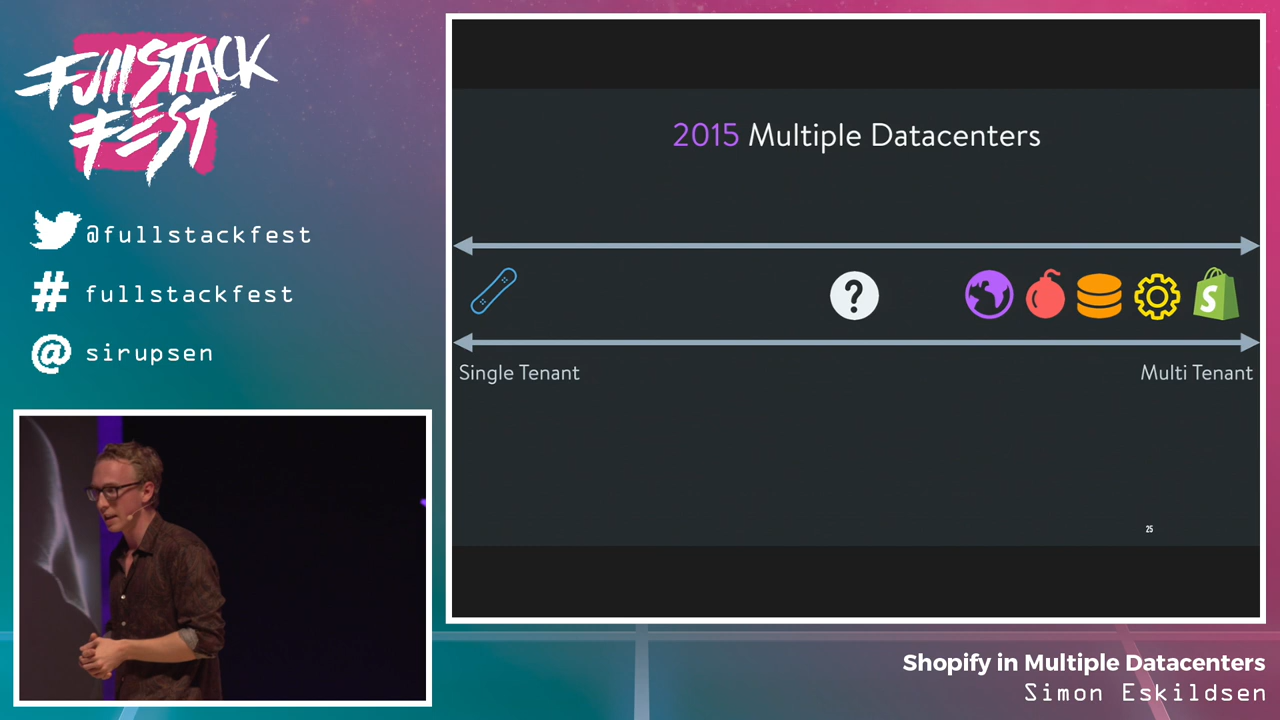 FullSTACK
FEST
@fullstackfest
# fullstackfest
@ sirupsen
2015 Multiple Datacenters
?
S
Single Tenant
Multi Tenant
25
Shopify in Multiple Datacenters
Simon Eskildsen